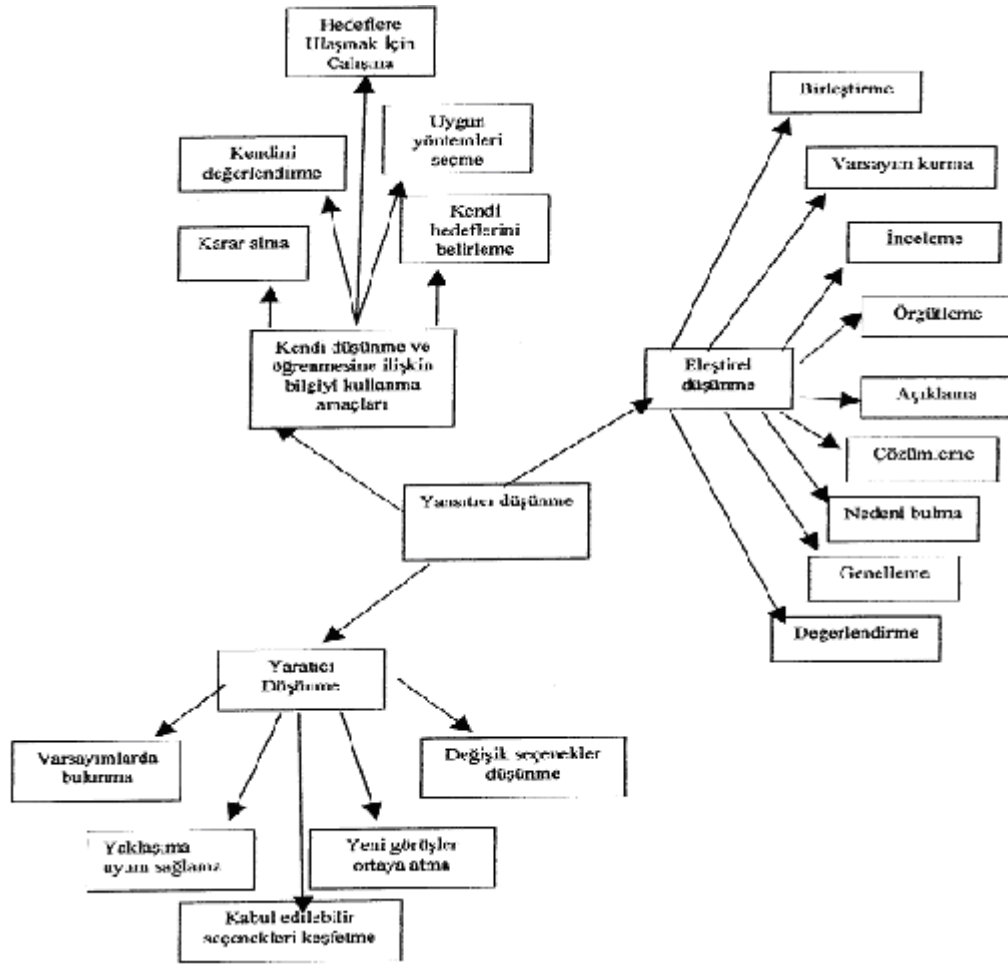 Hedeflere
Ulaşmak İçin
Çalışma
Uygun
yöntemleri
seçme
Kendini
değerlendirme
Kendi
hedeflerini
belirleme
Karar alma
Kendi düşünme ve
öğrenmesine ilişkin
bilgiyi kullanma
amaçları
Birleştirme
Varsayım kurma
İnceleme
Örgütleme
Eleştirel
düşünme
Açıklama
Çözümleme
Nedeni bulma
Genelleme
Değerlendirme
Yansıtıcı düşünme
Yaratıcı
Düşünme
Varsayımlarda
bulunma
Değişik seçenekler
düşünme
Yaklaşıma
uyum sağlama
Yeni görüşler
ortaya atma
Kabul edilebilir
seçenekleri keşfetme